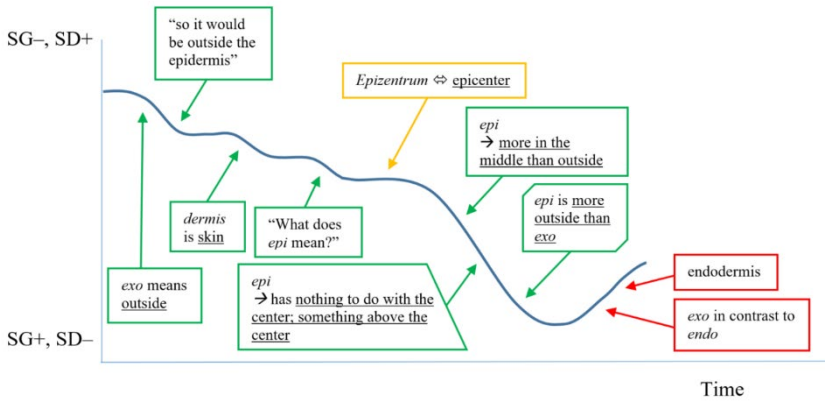 SG–, SD+
“so it would
be outside the
epidermis”
Epizentrum ⇔ epicenter
epi
→ more in the
middle than outside
epi is more
outside than
exo
dermis
is skin
“What does
epi mean?”
exo means
outside
epi
→ has nothing to do with the
center; something above the
center
endodermis
exo in contrast to
endo
SG+, SD–
Time